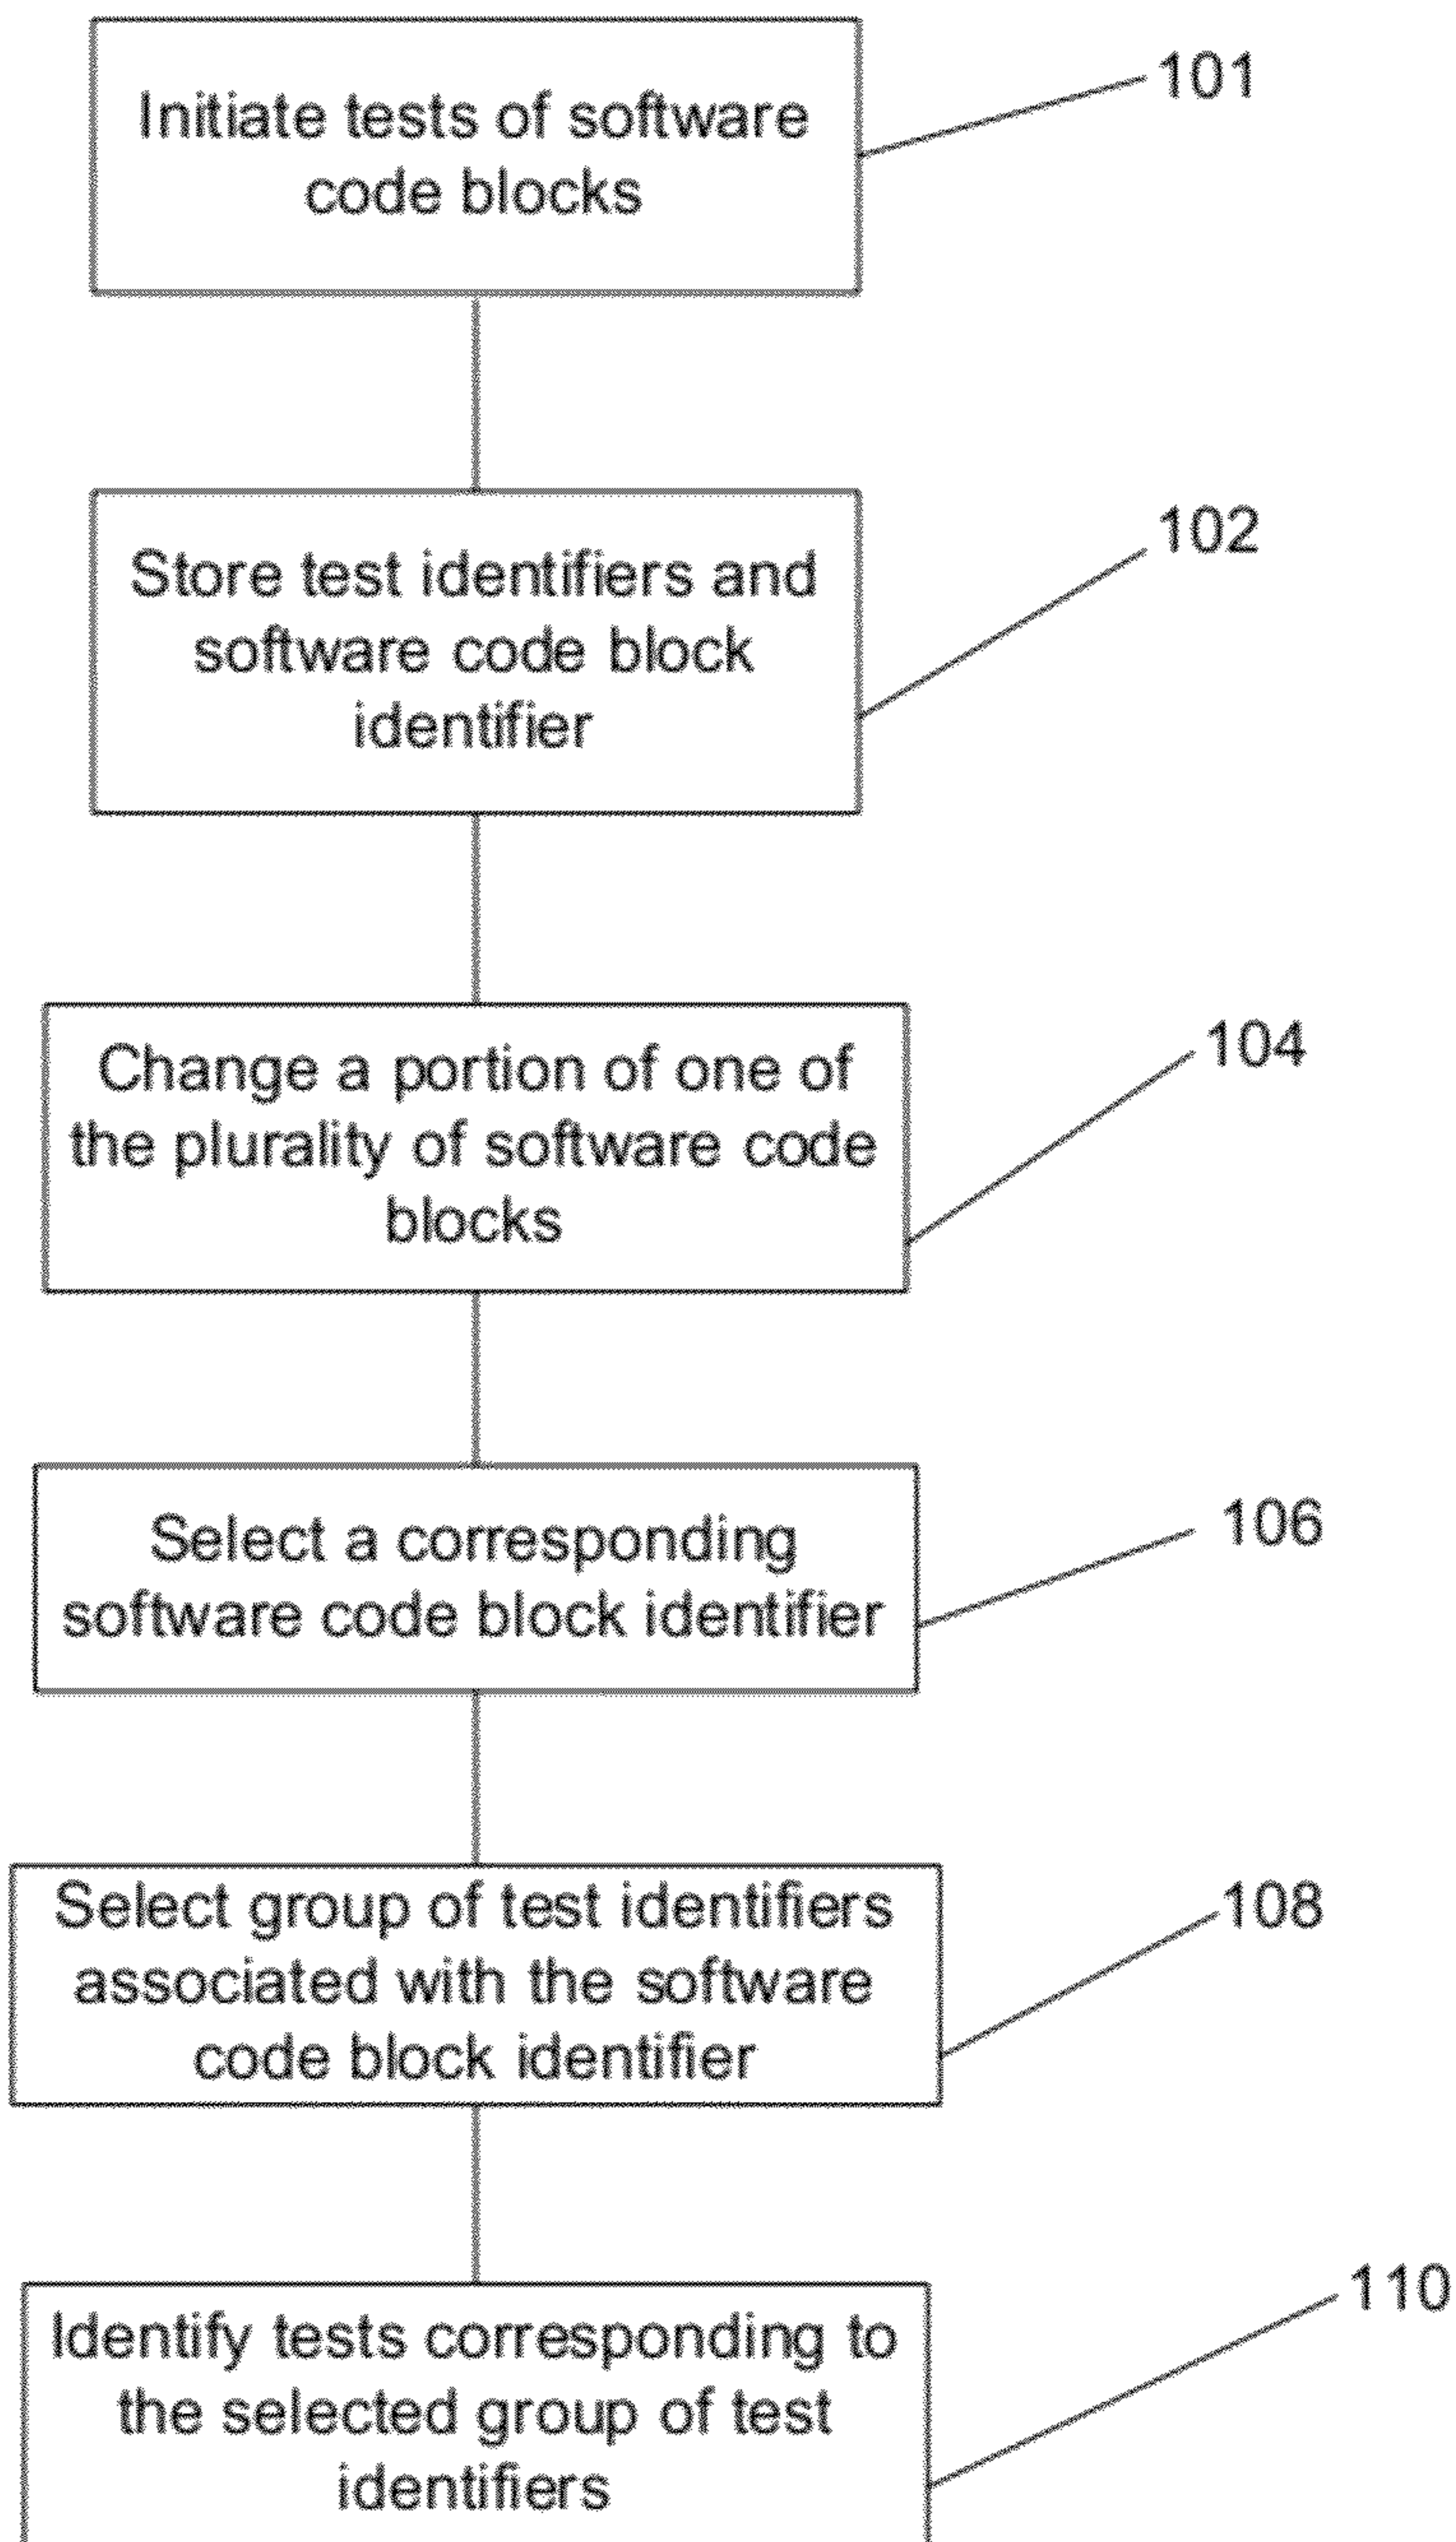 Initiate tests of software
code blocks
101
Store test identifiers and
software code block
identifier
102
Change a portion of one of
the plurality of software code
blocks
104
Select a corresponding
software code block identifier
106
Select group of test identifiers
associated with the software
code block identifier
108
Identify tests corresponding to
the selected group of test
identifiers
110